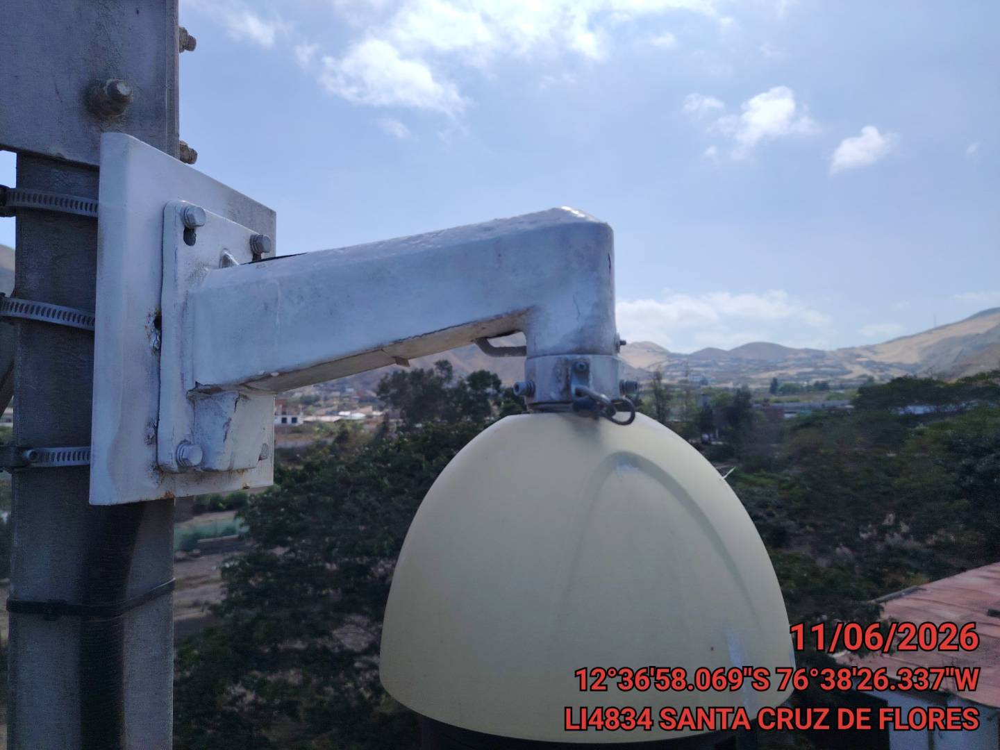 11/06/2026
12°36'58.069"S 76°38'26.337"W
LI4834 SANTA CRUZ DE FLORES